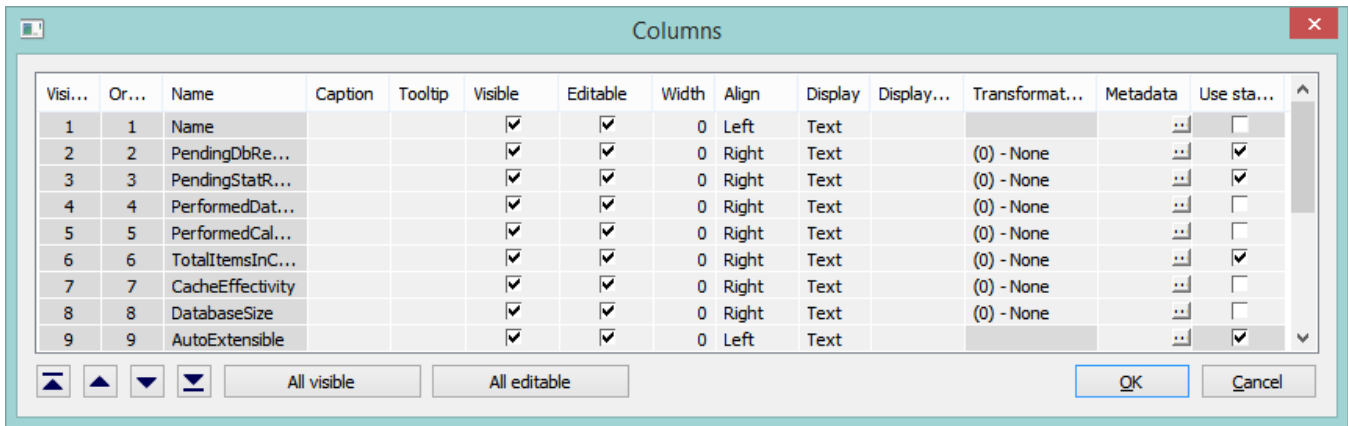 Columns
Visi... Or... Name Caption Tooltip Visible Editable Width Align Display Display... Transformat... Metadata Use sta...
1 1 Name 0 Left Text ..
2 2 PendingDbRe... 0 Right Text (0) - None ..
3 3 PendingStatR... 0 Right Text (0) - None ..
4 4 PerformedDat... 0 Right Text (0) - None ..
5 5 PerformedCal... 0 Right Text (0) - None ..
6 6 TotalItemsInC... 0 Right Text (0) - None ..
7 7 CacheEffectivity 0 Right Text (0) - None ..
8 8 DatabaseSize 0 Right Text (0) - None ..
9 9 AutoExtensible 0 Left Text ..
All visible All editable OK Cancel